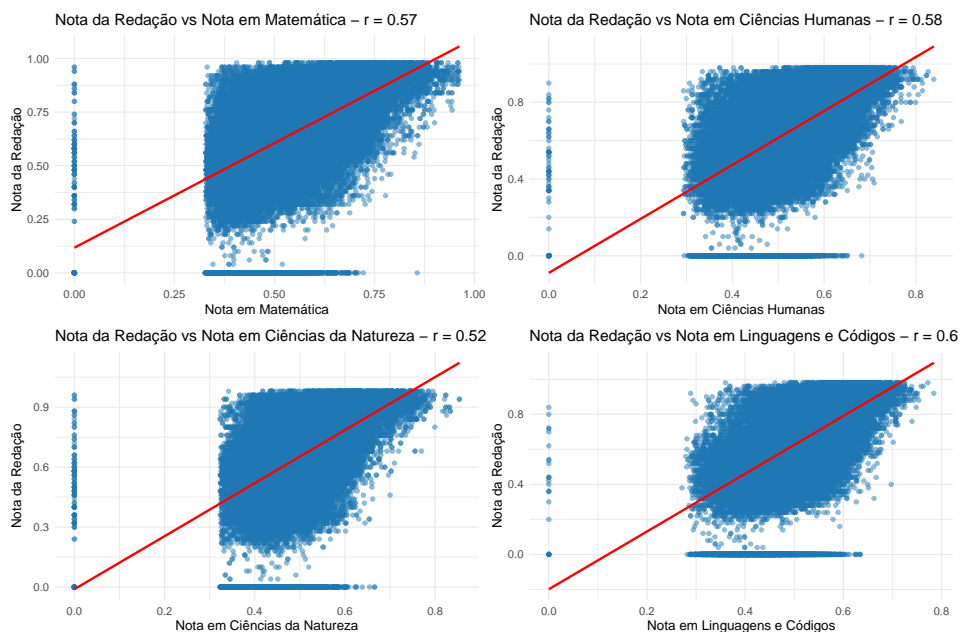 Nota da Redação vs Nota em Matemática – r = 0.57
1.00
0.75
0.50
0.25
0.00
Nota da Redação
0.00 0.25 0.50 0.75 1.00
Nota em Matemática
Nota da Redação vs Nota em Ciências Humanas – r = 0.58
0.8
0.4
0.0
Nota da Redação
0.0 0.2 0.4 0.6 0.8
Nota em Ciências Humanas
Nota da Redação vs Nota em Ciências da Natureza – r = 0.52
0.9
0.6
0.3
0.0
Nota da Redação
0.0 0.2 0.4 0.6 0.8
Nota em Ciências da Natureza
Nota da Redação vs Nota em Linguagens e Códigos – r = 0.6
0.8
0.4
0.0
Nota da Redação
0.0 0.2 0.4 0.6 0.8
Nota em Linguagens e Códigos